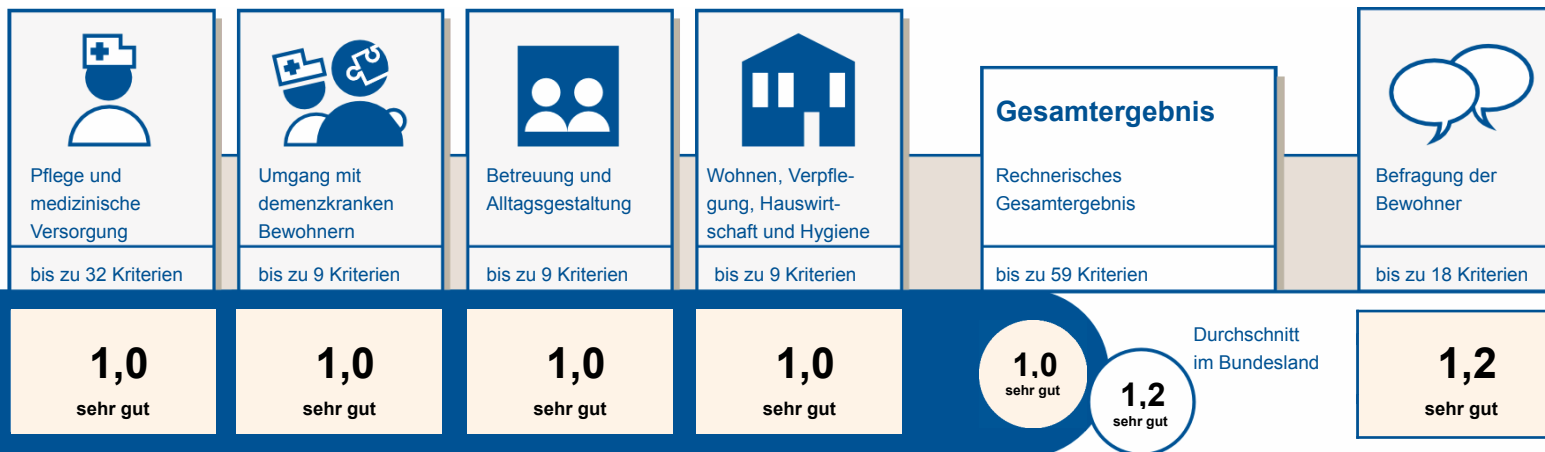 Pflege und
medizinische
Versorgung
bis zu 32 Kriterien
1,0
sehr gut
Umgang mit
demenzkranken
Bewohnern
bis zu 9 Kriterien
1,0
sehr gut
Betreuung und
Alltagsgestaltung
bis zu 9 Kriterien
1,0
sehr gut
Wohnen, Verpfle-
gung, Hauswirt-
schaft und Hygiene
bis zu 9 Kriterien
1,0
sehr gut
Gesamtergebnis
Rechnerisches
Gesamtergebnis
bis zu 59 Kriterien
1,0
sehr gut
1,2
sehr gut
Durchschnitt
im Bundesland
Befragung der
Bewohner
bis zu 18 Kriterien
1,2
sehr gut